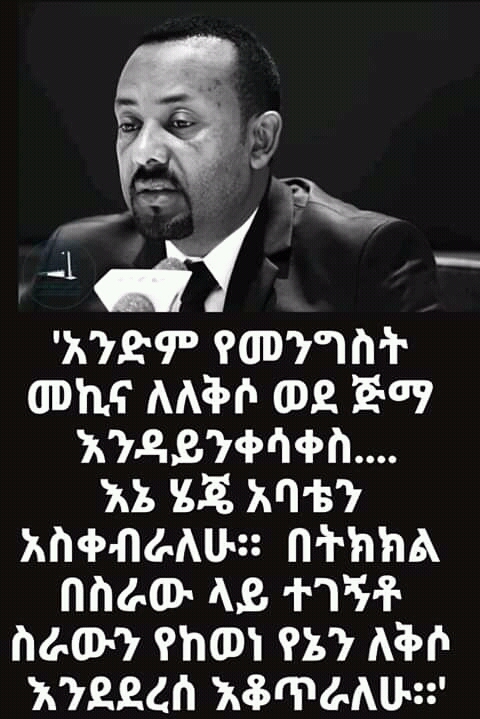 'አንድም የመንግስት
መኪና ለለቅሶ ወደ ጅማ
እንዳይንቀሳቀስ....
እኔ ሄጄ አባቴን
አስቀብራለሁ። በትክክል
በስራው ላይ ተገኝቶ
ስራውን የከወነ የኔን ለቅሶ
እንደደረሰ እቆጥራለሁ።'